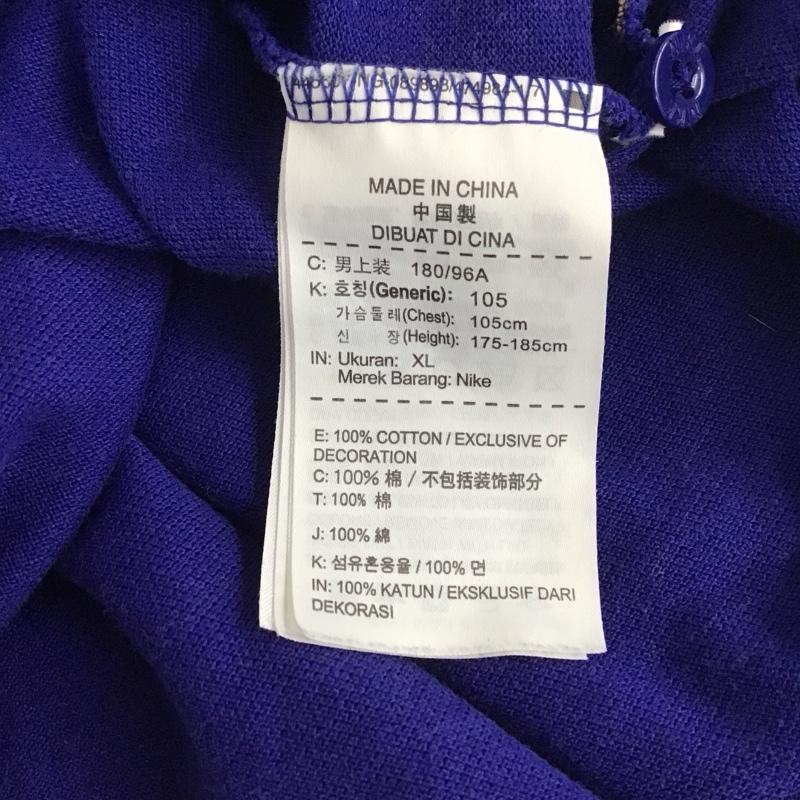 MADE IN CHINA
中国製
DIBUAT DI CINA
C: 男上装 180/96A
K: 호칭(Generic): 105
가슴둘레(Chest): 105cm
신 장(Height): 175-185cm
IN: Ukuran: XL
Merek Barang: Nike
E: 100% COTTON / EXCLUSIVE OF
DECORATION
C: 100% 棉 / 不包括装饰部分
T: 100% 棉
J: 100% 綿
K: 섬유혼용율 / 100% 면
IN: 100% KATUN / EKSKLUSIF DARI
DEKORASI